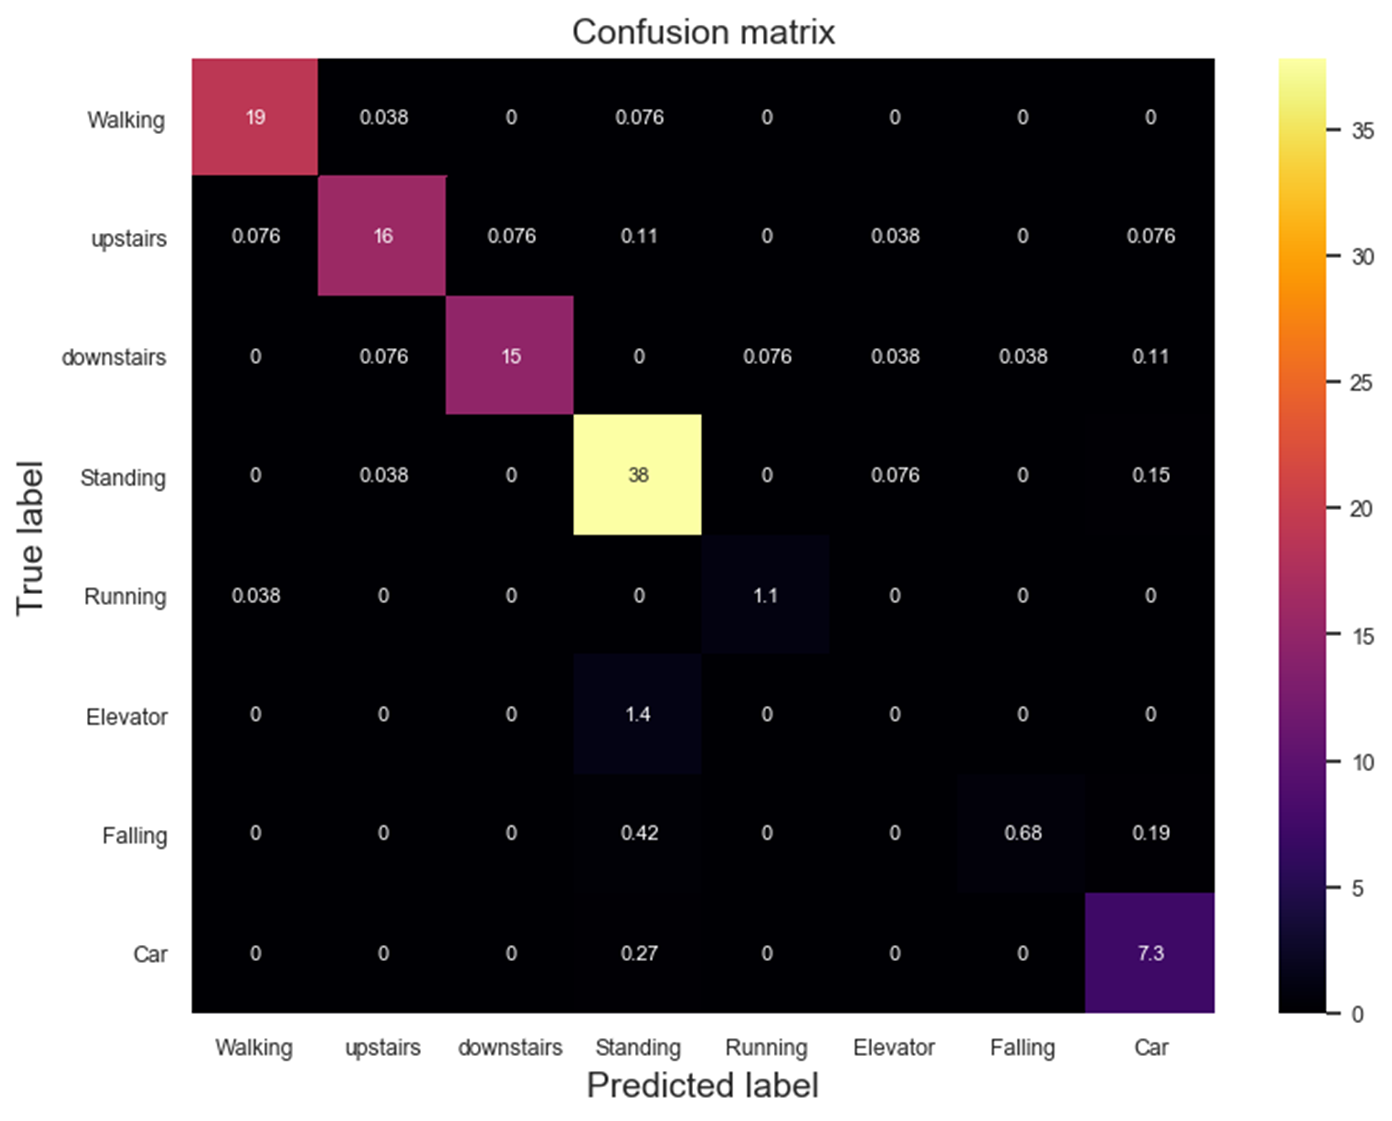 Confusion matrix
True label
Walking 19 0.038 0 0.076 0 0 0 0
upstairs 0.076 16 0.076 0.11 0 0.038 0 0.076
downstairs 0 0.076 15 0 0.076 0.038 0.038 0.11
Standing 0 0.038 0 38 0 0.076 0 0.15
Running 0.038 0 0 0 1.1 0 0 0
Elevator 0 0 0 1.4 0 0 0 0
Falling 0 0 0 0.42 0 0 0.68 0.19
Car 0 0 0 0.27 0 0 0 7.3
Walking upstairs downstairs Standing Running Elevator Falling Car
Predicted label
35
30
25
20
15
10
5
0